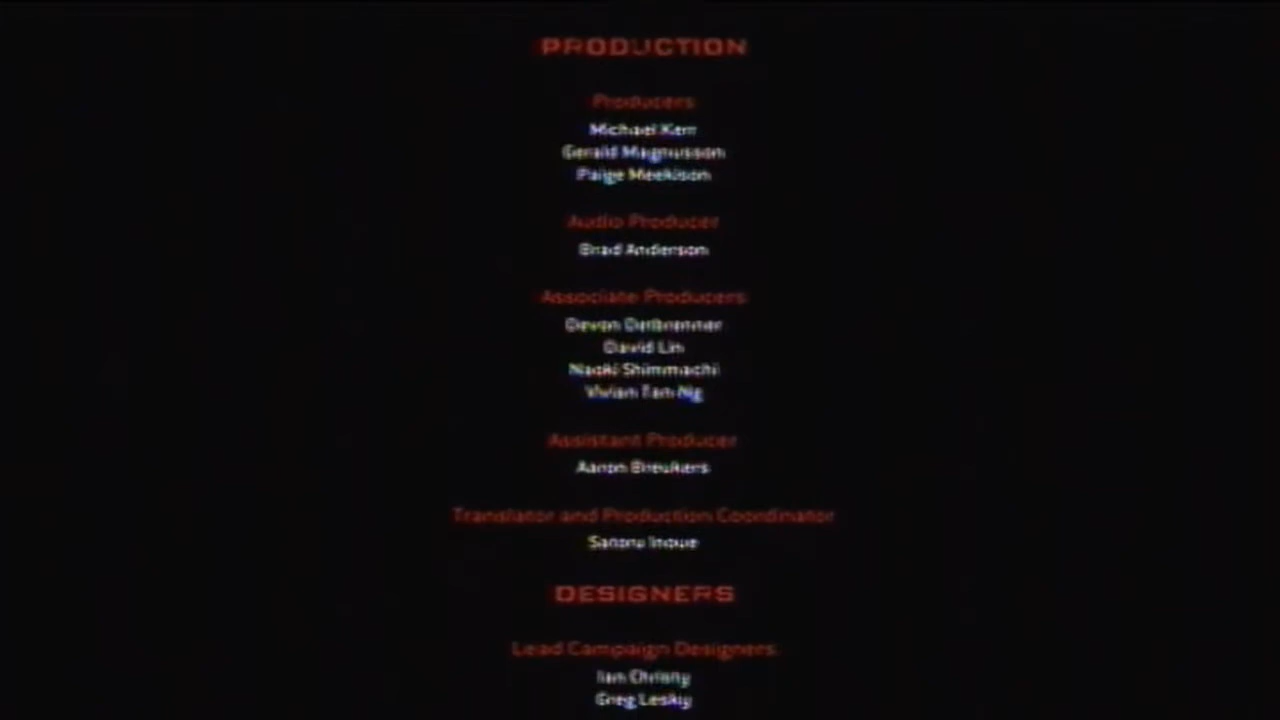 PRODUCTION
Producers
Michael Kerr
Gerald Magnusson
Paige Meekison
Audio Producer
Brad Anderson
Associate Producers
Devon
David Lin
Naoki Shimmachi
Vivian Tam Ng
Assistant Producer
Aaron Breukers
Translator and Production Coordinator
Satoru Inoue
DESIGNERS
Lead Campaign Designers
Ian Christy
Greg Lesky